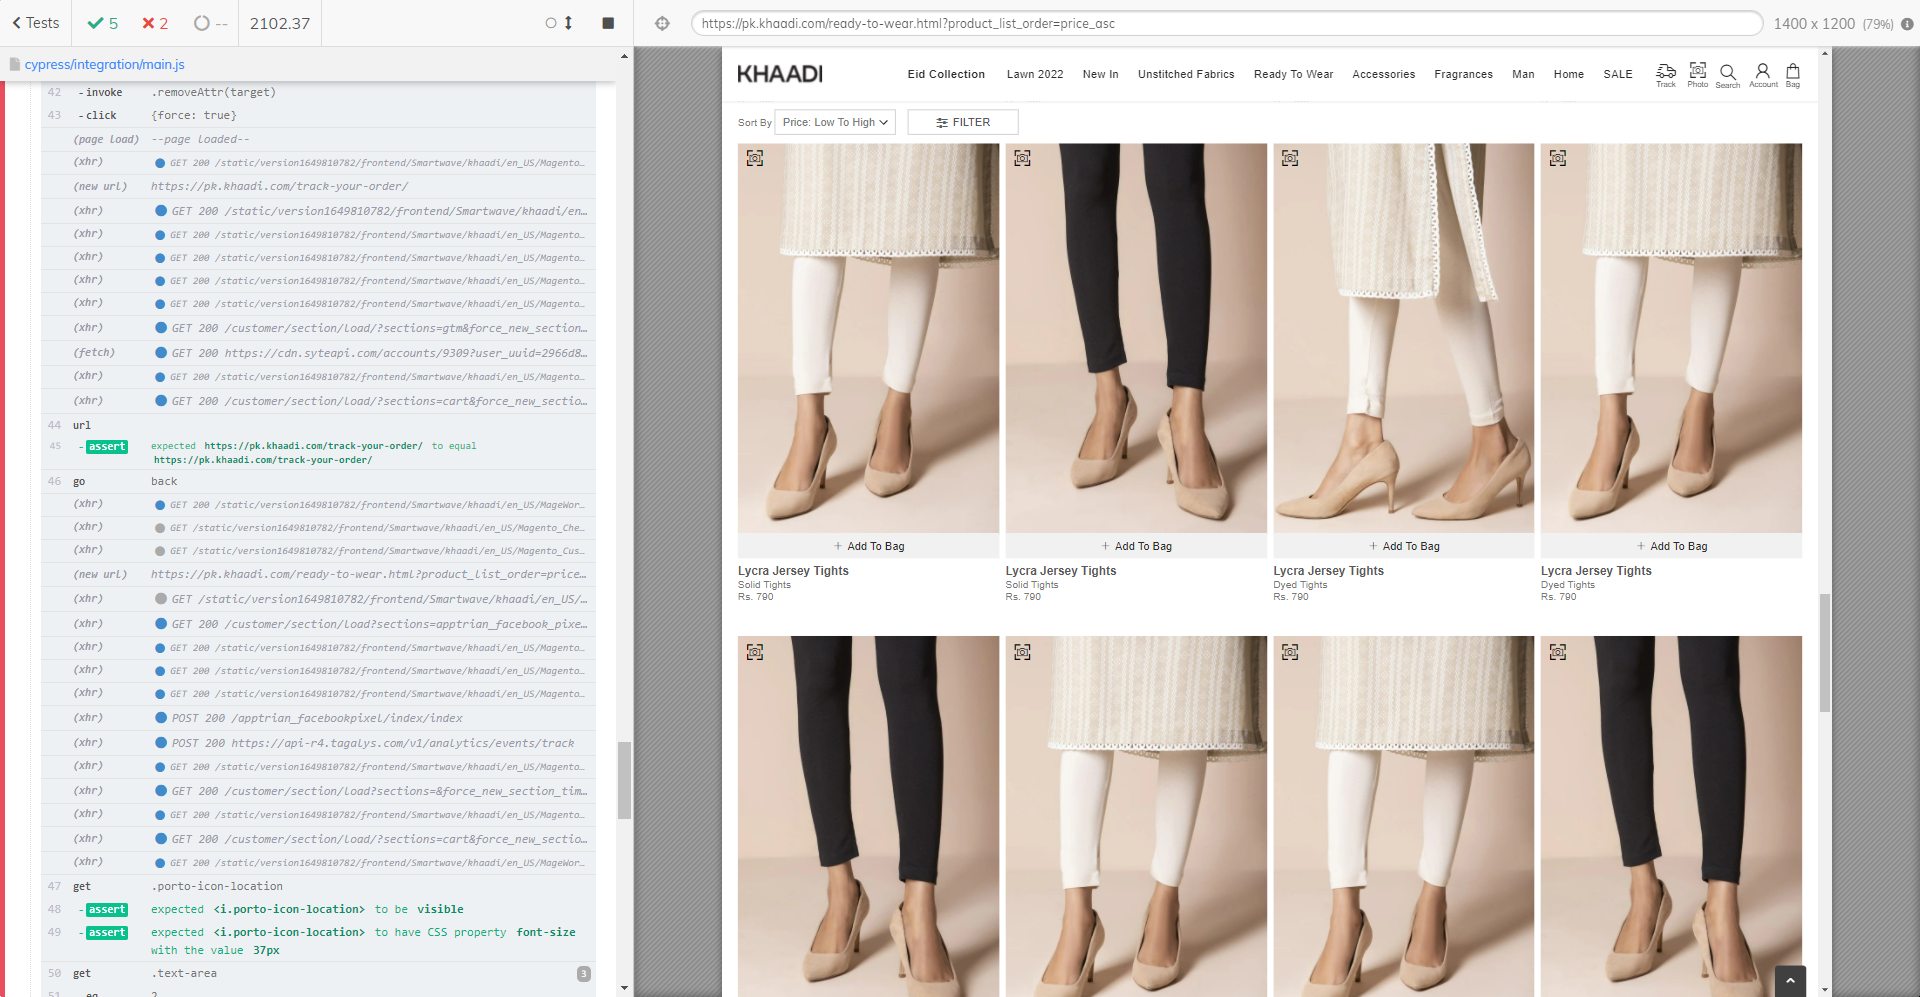 Tests
5
2
--
2102.37
https://pk.khaadi.com/ready-to-wear.html?product_list_order=price_asc
1400 x 1200 (79%)
cypress/integration/main.js
42 -invoke .removeAttr(target)
43 -click {force: true}
(page load) --page loaded--
(xhr) GET 200 /static/version1649810782/frontend/Smartwave/khaadi/en_US/Magento…
(new url) https://pk.khaadi.com/track-your-order/
(xhr) GET 200 /static/version1649810782/frontend/Smartwave/khaadi/en…
(xhr) GET 200 /static/version1649810782/frontend/Smartwave/khaadi/en_US/Magento…
(xhr) GET 200 /static/version1649810782/frontend/Smartwave/khaadi/en_US/Magento…
(xhr) GET 200 /static/version1649810782/frontend/Smartwave/khaadi/en_US/Magento…
(xhr) GET 200 /static/version1649810782/frontend/Smartwave/khaadi/en_US/Magento…
(xhr) GET 200 /customer/section/load/?sections=gtm&force_new_section…
(fetch) GET 200 https://cdn.syteapi.com/accounts/9309?user_uuid=2966d8…
(xhr) GET 200 /static/version1649810782/frontend/Smartwave/khaadi/en_US/Magento…
(xhr) GET 200 /customer/section/load/?sections=cart&force_new_sectio…
44 url
45 -assert expected https://pk.khaadi.com/track-your-order/ to equal
https://pk.khaadi.com/track-your-order/
46 go back
(xhr) GET 200 /static/version1649810782/frontend/Smartwave/khaadi/en_US/MageWor…
(xhr) GET /static/version1649810782/frontend/Smartwave/khaadi/en_US/Magento_Che…
(xhr) GET /static/version1649810782/frontend/Smartwave/khaadi/en_US/Magento_Cus…
(new url) https://pk.khaadi.com/ready-to-wear.html?product_list_order=price…
(xhr) GET /static/version1649810782/frontend/Smartwave/khaadi/en_US/…
(xhr) GET 200 /customer/section/load?sections=apptrian_facebook_pixe…
(xhr) GET 200 /static/version1649810782/frontend/Smartwave/khaadi/en_US/Magento…
(xhr) GET 200 /static/version1649810782/frontend/Smartwave/khaadi/en_US/Magento…
(xhr) GET 200 /static/version1649810782/frontend/Smartwave/khaadi/en_US/Magento…
(xhr) POST 200 /apptrian_facebookpixel/index/index
(xhr) POST 200 https://api-r4.tagalys.com/v1/analytics/events/track
(xhr) GET 200 /static/version1649810782/frontend/Smartwave/khaadi/en_US/Magento…
(xhr) GET 200 /customer/section/load?sections=&force_new_section_tim…
(xhr) GET 200 /static/version1649810782/frontend/Smartwave/khaadi/en_US/Magento…
(xhr) GET 200 /customer/section/load/?sections=cart&force_new_sectio…
(xhr) GET 200 /static/version1649810782/frontend/Smartwave/khaadi/en_US/MageWor…
47 get .porto-icon-location
48 -assert expected <i.porto-icon-location> to be visible
49 -assert expected <i.porto-icon-location> to have CSS property font-size
with the value 37px
50 get .text-area 3
51 -eq 2
KHAADI
Eid Collection Lawn 2022 New In Unstitched Fabrics Ready To Wear Accessories Fragrances Man Home SALE
Track Photo Search Account Bag
Sort By Price: Low To High FILTER
+ Add To Bag
+ Add To Bag
+ Add To Bag
+ Add To Bag
Lycra Jersey Tights
Solid Tights
Rs. 790
Lycra Jersey Tights
Solid Tights
Rs. 790
Lycra Jersey Tights
Dyed Tights
Rs. 790
Lycra Jersey Tights
Dyed Tights
Rs. 790